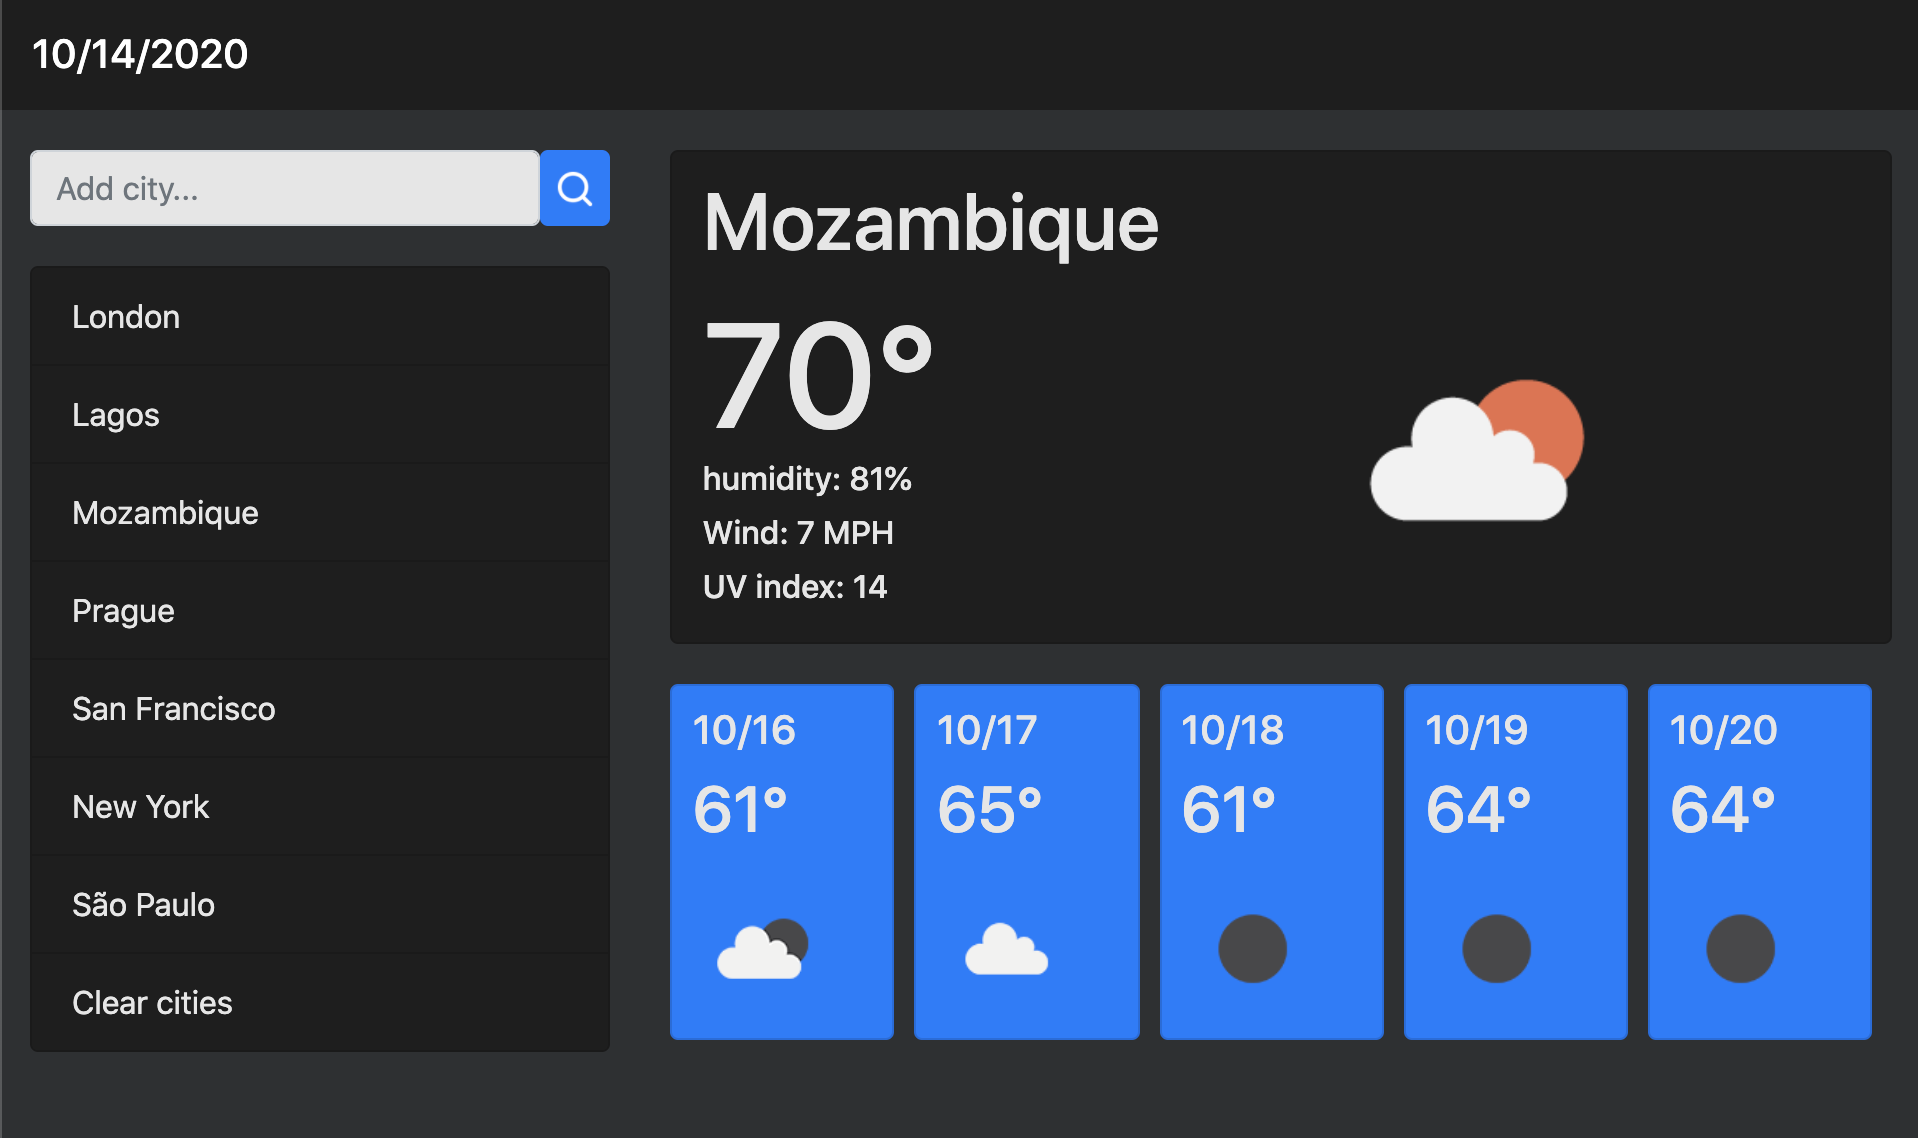 10/14/2020
Add city...
London
Lagos
Mozambique
Prague
San Francisco
New York
São Paulo
Clear cities
Mozambique
70°
humidity: 81%
Wind: 7 MPH
UV index: 14
10/16
61°
10/17
65°
10/18
61°
10/19
64°
10/20
64°